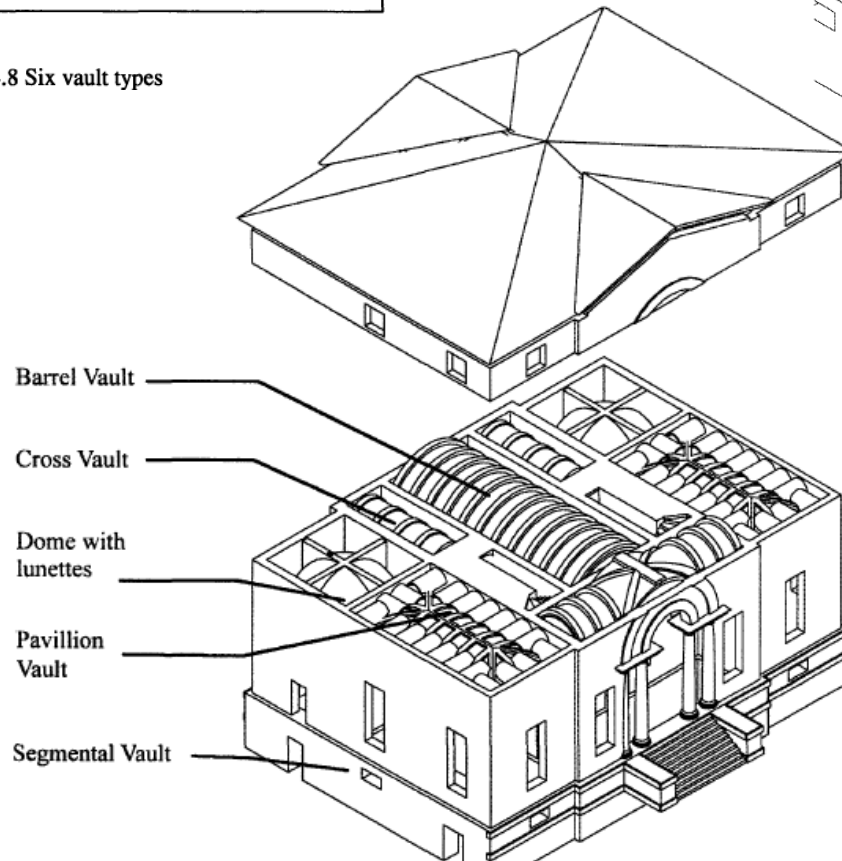 .8 Six vault types
Barrel Vault
Cross Vault
Dome with
lunettes
Pavillion
Vault
Segmental Vault